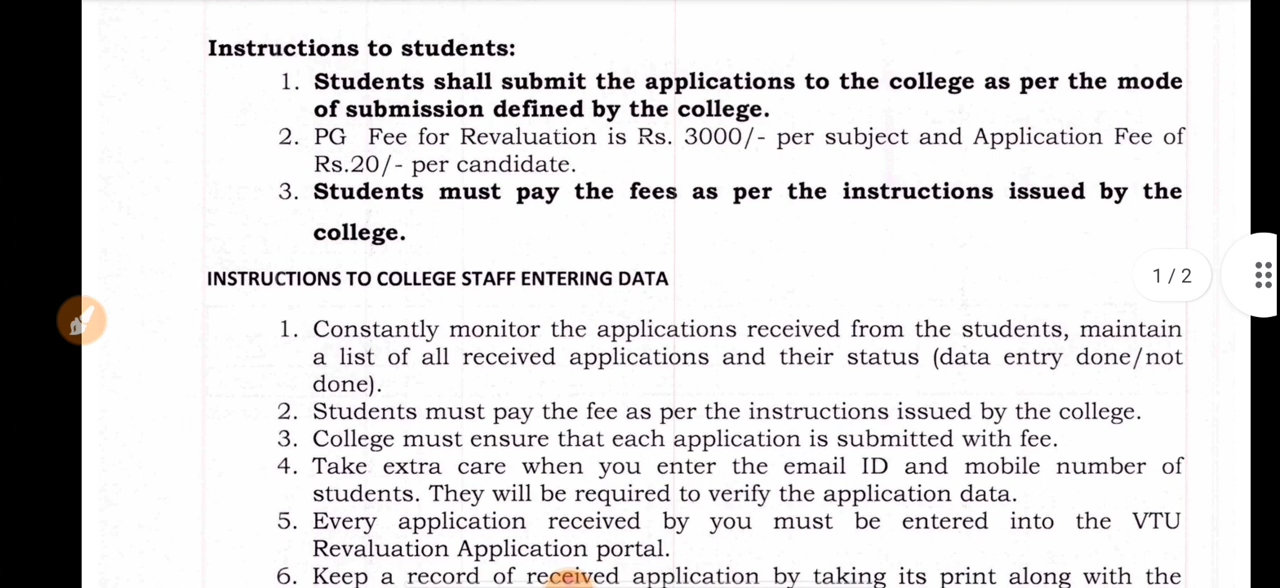 Instructions to students:
1. Students shall submit the applications to the college as per the mode
of submission defined by the college.
2. PG Fee for Revaluation is Rs. 3000/- per subject and Application Fee of
Rs.20/- per candidate.
3. Students must pay the fees as per the instructions issued by the
college.
INSTRUCTIONS TO COLLEGE STAFF ENTERING DATA
1 / 2
1. Constantly monitor the applications received from the students, maintain
a list of all received applications and their status (data entry done/not
done).
2. Students must pay the fee as per the instructions issued by the college.
3. College must ensure that each application is submitted with fee.
4. Take extra care when you enter the email ID and mobile number of
students. They will be required to verify the application data.
5. Every application received by you must be entered into the VTU
Revaluation Application portal.
6. Keep a record of received application by taking its print along with the